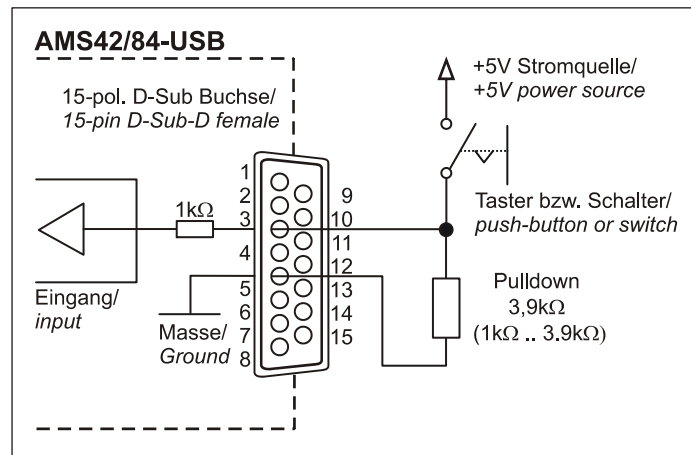 AMS42/84-USB
15-pol. D-Sub Buchse/
15-pin D-Sub-D female
+5V Stromquelle/
+5V power source
1
2
3
4
5
6
7
8
9
10
11
12
13
14
15
1kΩ
Eingang/
input
Masse/
Ground
Taster bzw. Schalter/
push-button or switch
Pulldown
3,9kΩ
(1kΩ .. 3.9kΩ)